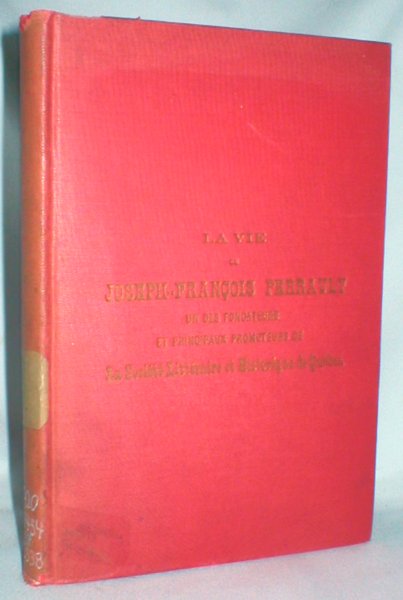 LA VIE
DE
JOSEPH-FRANÇOIS PERRAULT
UN DES FONDATEURS
ET PRINCIPAUX PROMOTEURS DE
La Société Littéraire et Historique de Québec.